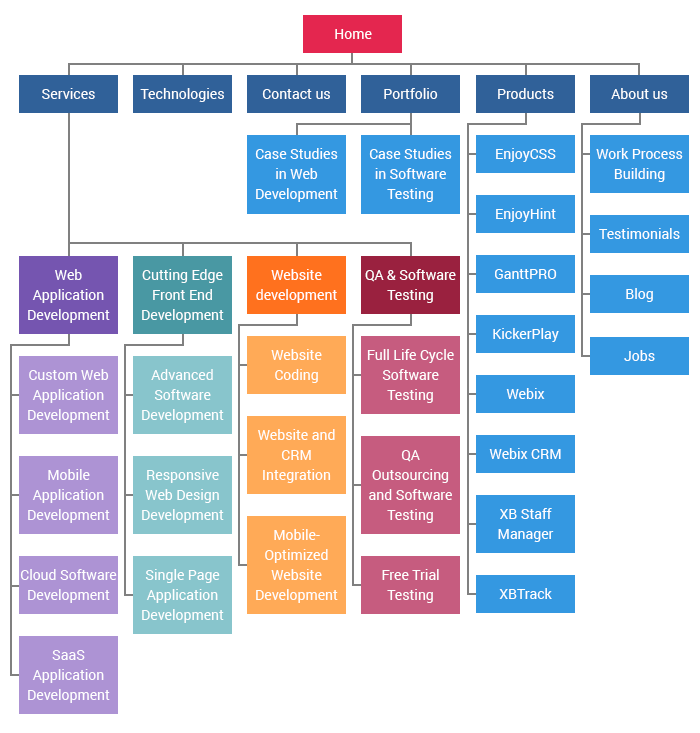 Home
Services
Technologies
Contact us
Portfolio
Products
About us
Case Studies
in Web
Development
Case Studies
in Software
Testing
EnjoyCSS
EnjoyHint
GanttPRO
KickerPlay
Webix
Webix CRM
XB Staff
Manager
XBTrack
Work Process
Building
Testimonials
Blog
Jobs
Web
Application
Development
Custom Web
Application
Development
Mobile
Application
Development
Cloud Software
Development
SaaS
Application
Development
Cutting Edge
Front End
Development
Advanced
Software
Development
Responsive
Web Design
Development
Single Page
Application
Development
Website
development
Website
Coding
Website and
CRM
Integration
Mobile-
Optimized
Website
Development
QA & Software
Testing
Full Life Cycle
Software
Testing
QA
Outsourcing
and Software
Testing
Free Trial
Testing